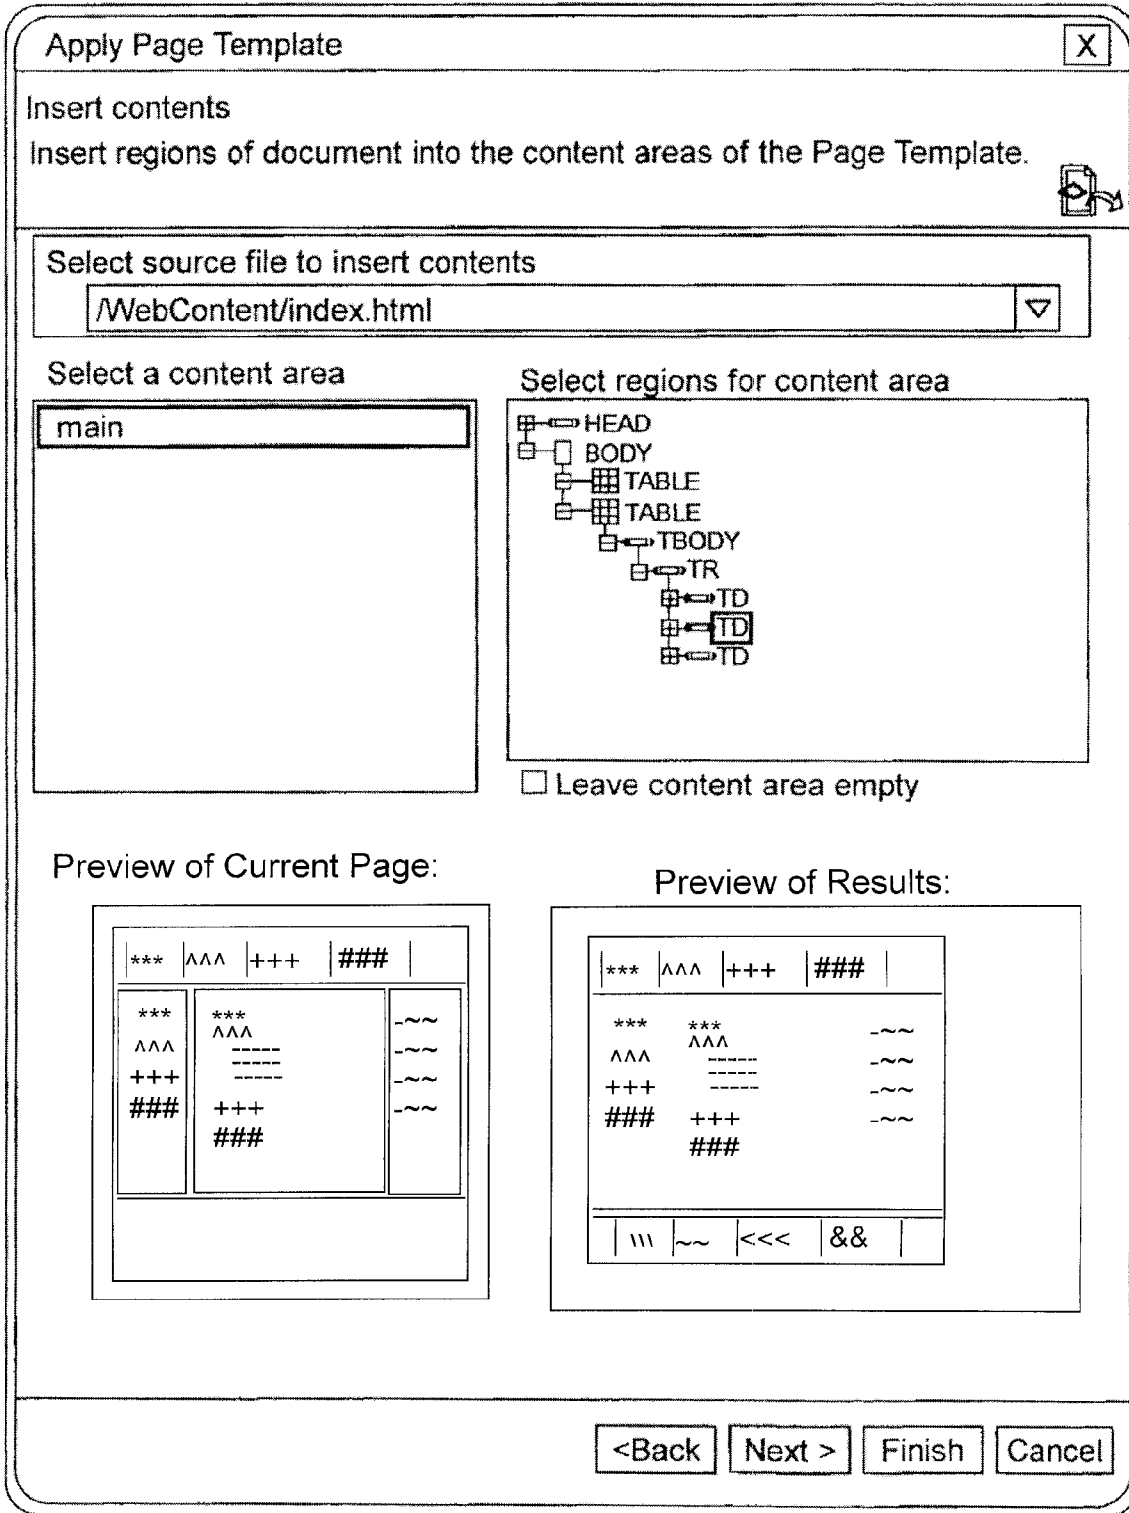 Apply Page Template X
Insert contents
Insert regions of document into the content areas of the Page Template.
Select source file to insert contents
/WebContent/index.html
Select a content area
main
Select regions for content area
HEAD
BODY
TABLE
TABLE
TBODY
TR
TD
TD
TD
Leave content area empty
Preview of Current Page:
*** ^^^ +++ ###
*** *** -~~
^^^ ^^^ -~~
-----
-----
+++ ----- -~~
### +++ -~~
###
Preview of Results:
*** ^^^ +++ ###
*** *** -~~
^^^ ^^^ -~~
-----
-----
+++ ----- -~~
### +++ -~~
###
\\\ ~~ <<< &&
<Back Next > Finish Cancel